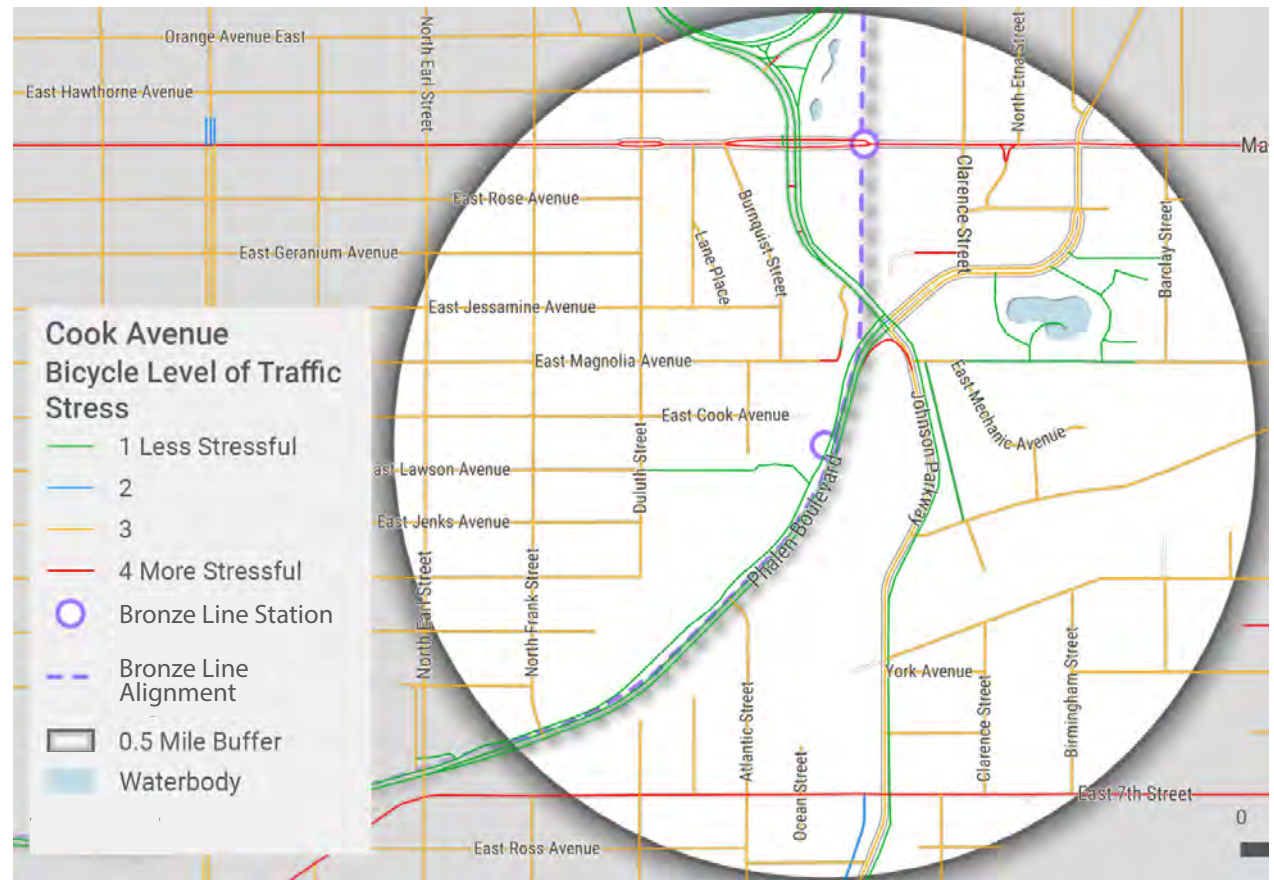 Orange Avenue East
North Earl Street
North Etna Street
East Hawthorne Avenue
Ma
Clarence Street
East Rose Avenue
Burnquist Street
Barclay Street
Lane Place
East Geranium Avenue
East Jessamine Avenue
Cook Avenue
Bicycle Level of Traffic
Stress
1 Less Stressful
2
3
4 More Stressful
Bronze Line Station
Bronze Line
Alignment
0.5 Mile Buffer
Waterbody
East Magnolia Avenue
East Mechanic Avenue
East Cook Avenue
Johnson Parkway
Duluth Street
ast Lawson Avenue
Phalen Boulevard
East Jenks Avenue
North Earl Street
North Frank Street
York Avenue
Atlantic Street
Clarence Street
Birmingham Street
Ocean Street
East 7th Street
0
East Ross Avenue